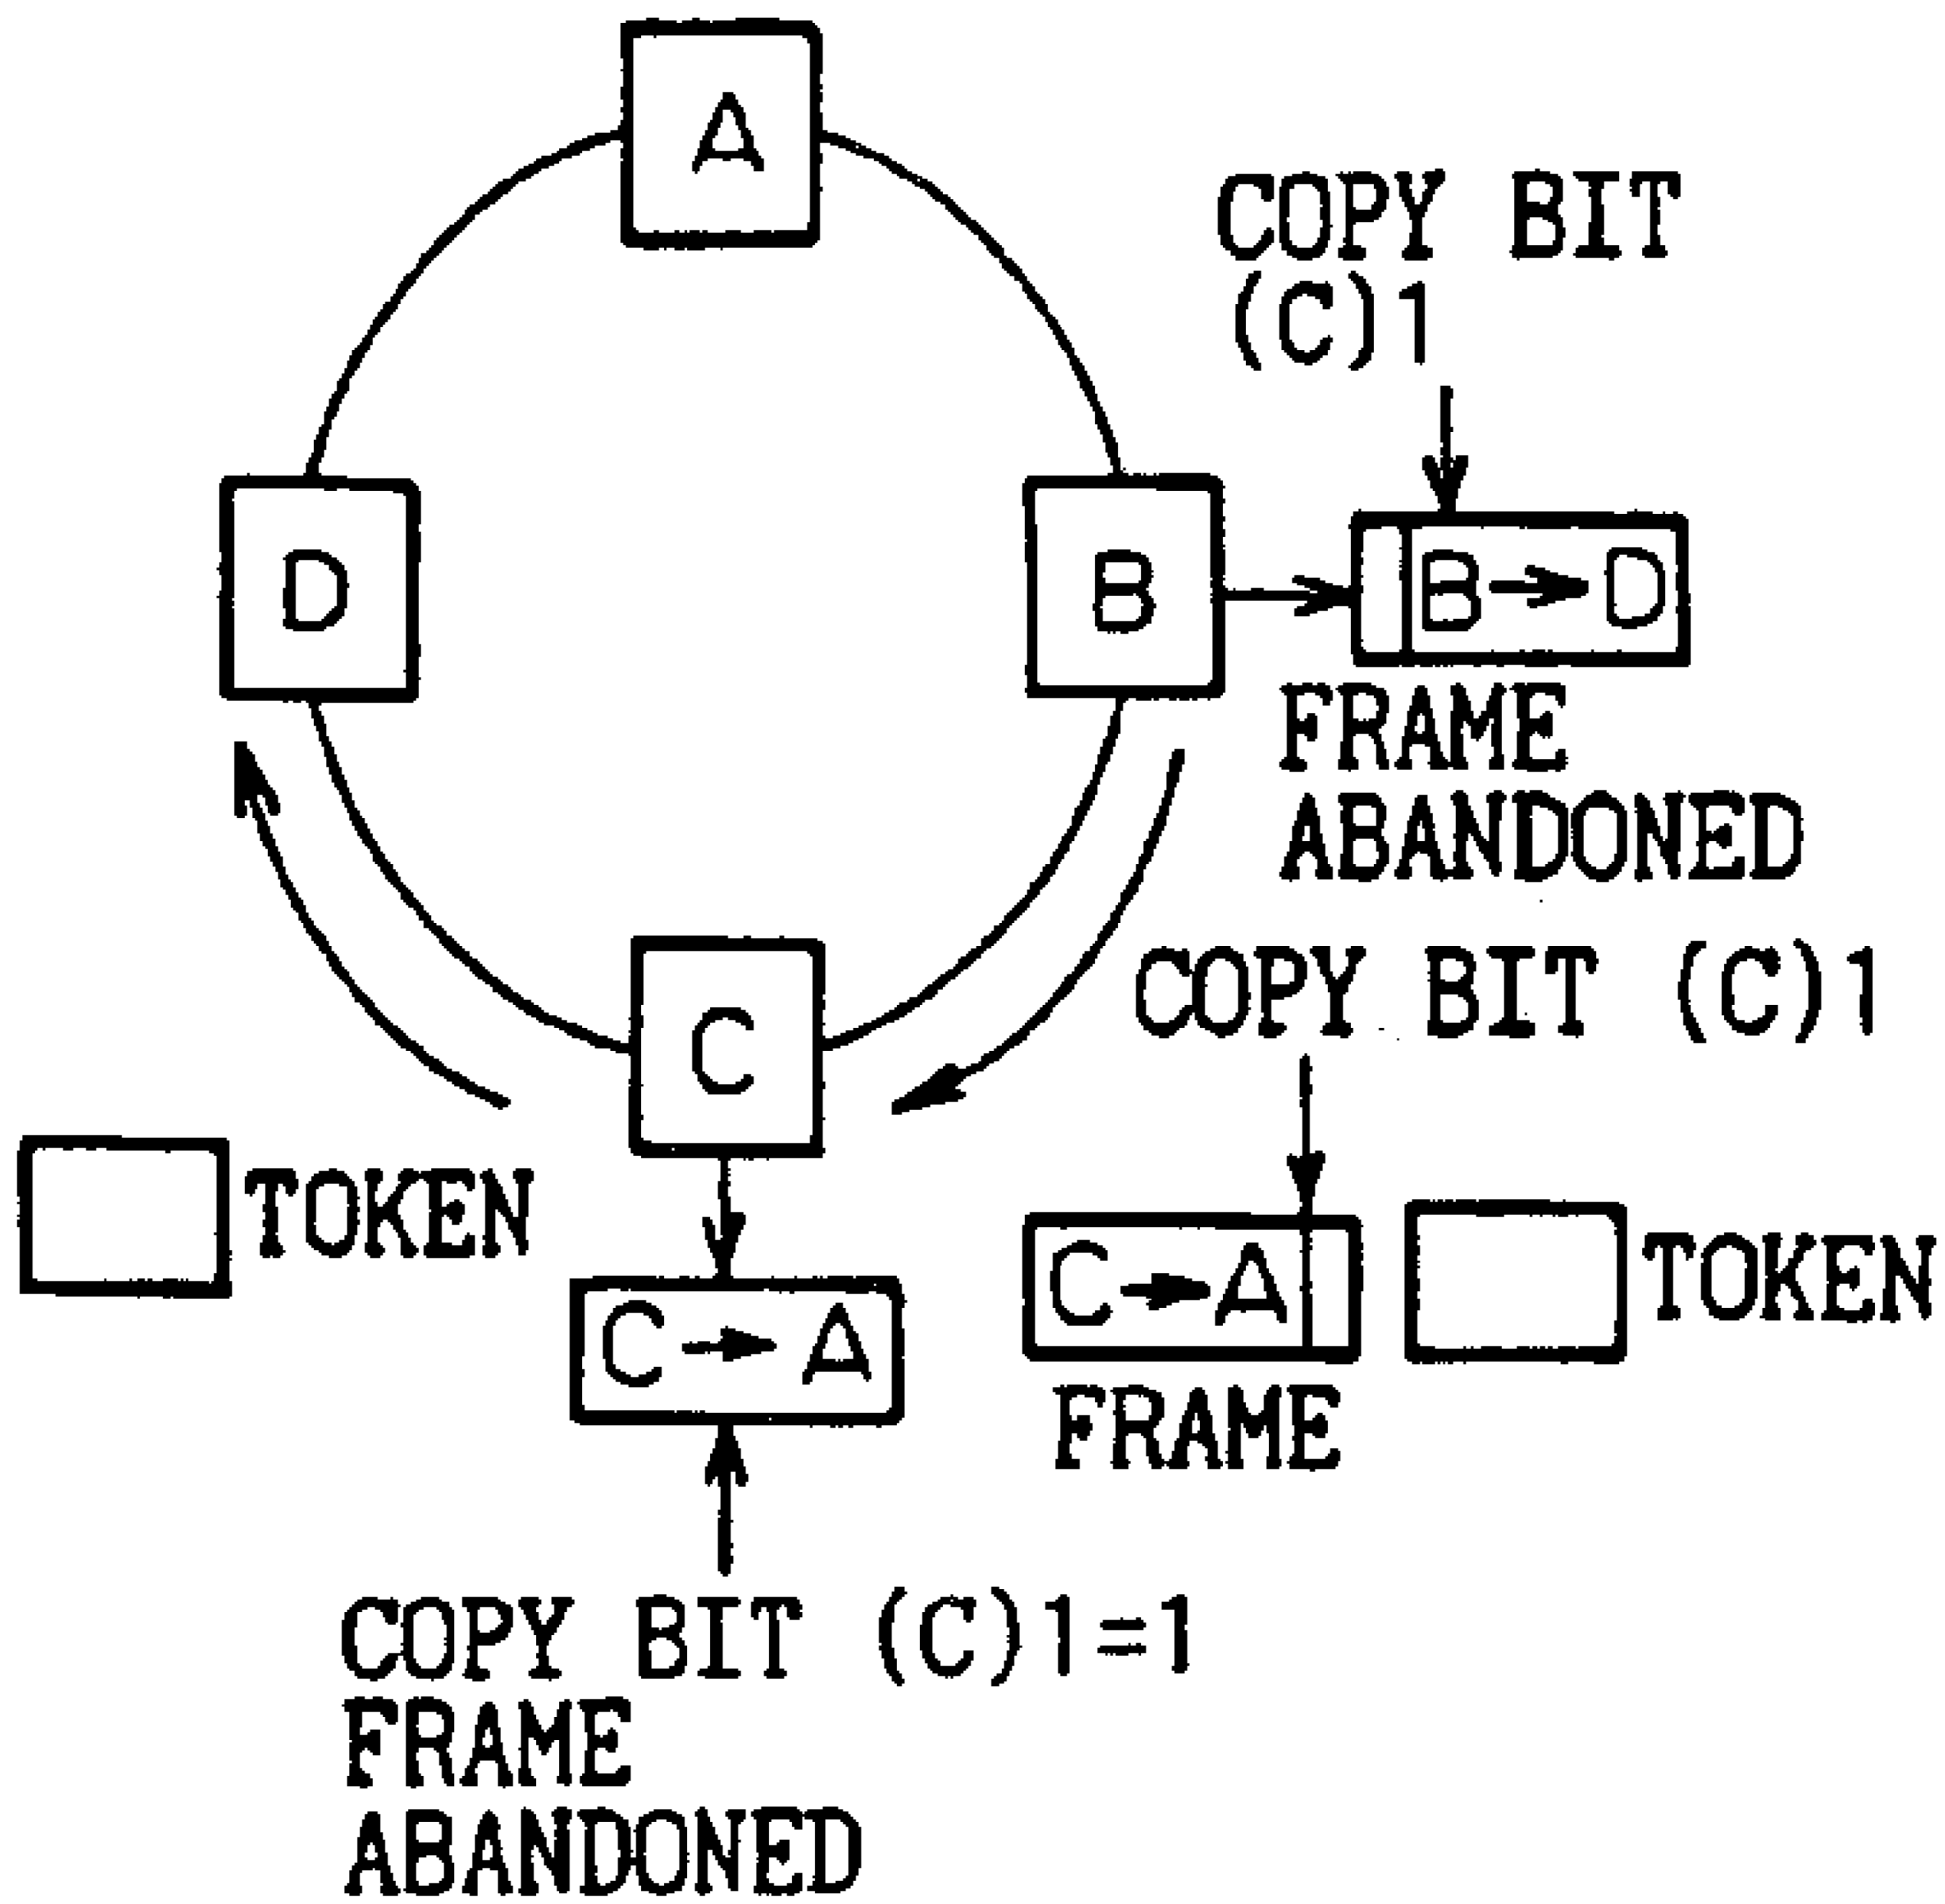 A
COPY BIT
(C)1
D
B
B → D
FRAME
ABANDONED
COPY BIT (C)1
C
TOKEN
C → A
TOKEN
C → A
FRAME
COPY BIT (C)1=1
FRAME
ABANDONED